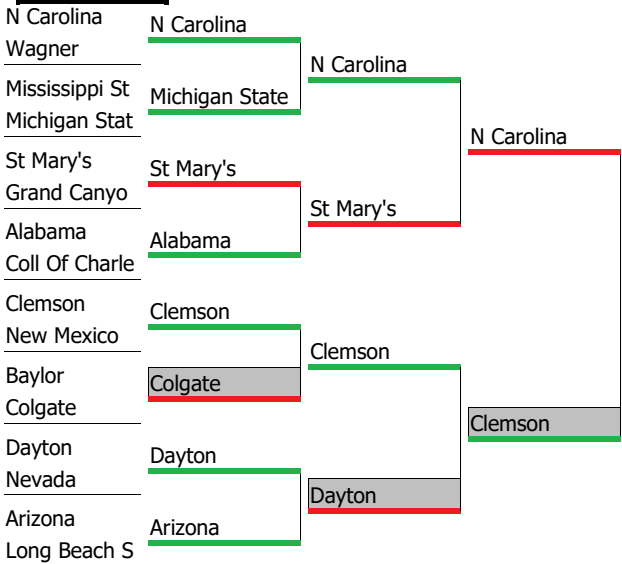 N Carolina
Wagner
Mississippi St
Michigan Stat
St Mary's
Grand Canyo
Alabama
Coll Of Charle
Clemson
New Mexico
Baylor
Colgate
Dayton
Nevada
Arizona
Long Beach S
N Carolina
Michigan State
St Mary's
Alabama
Clemson
Colgate
Dayton
Arizona
N Carolina
St Mary's
Clemson
Dayton
N Carolina
Clemson